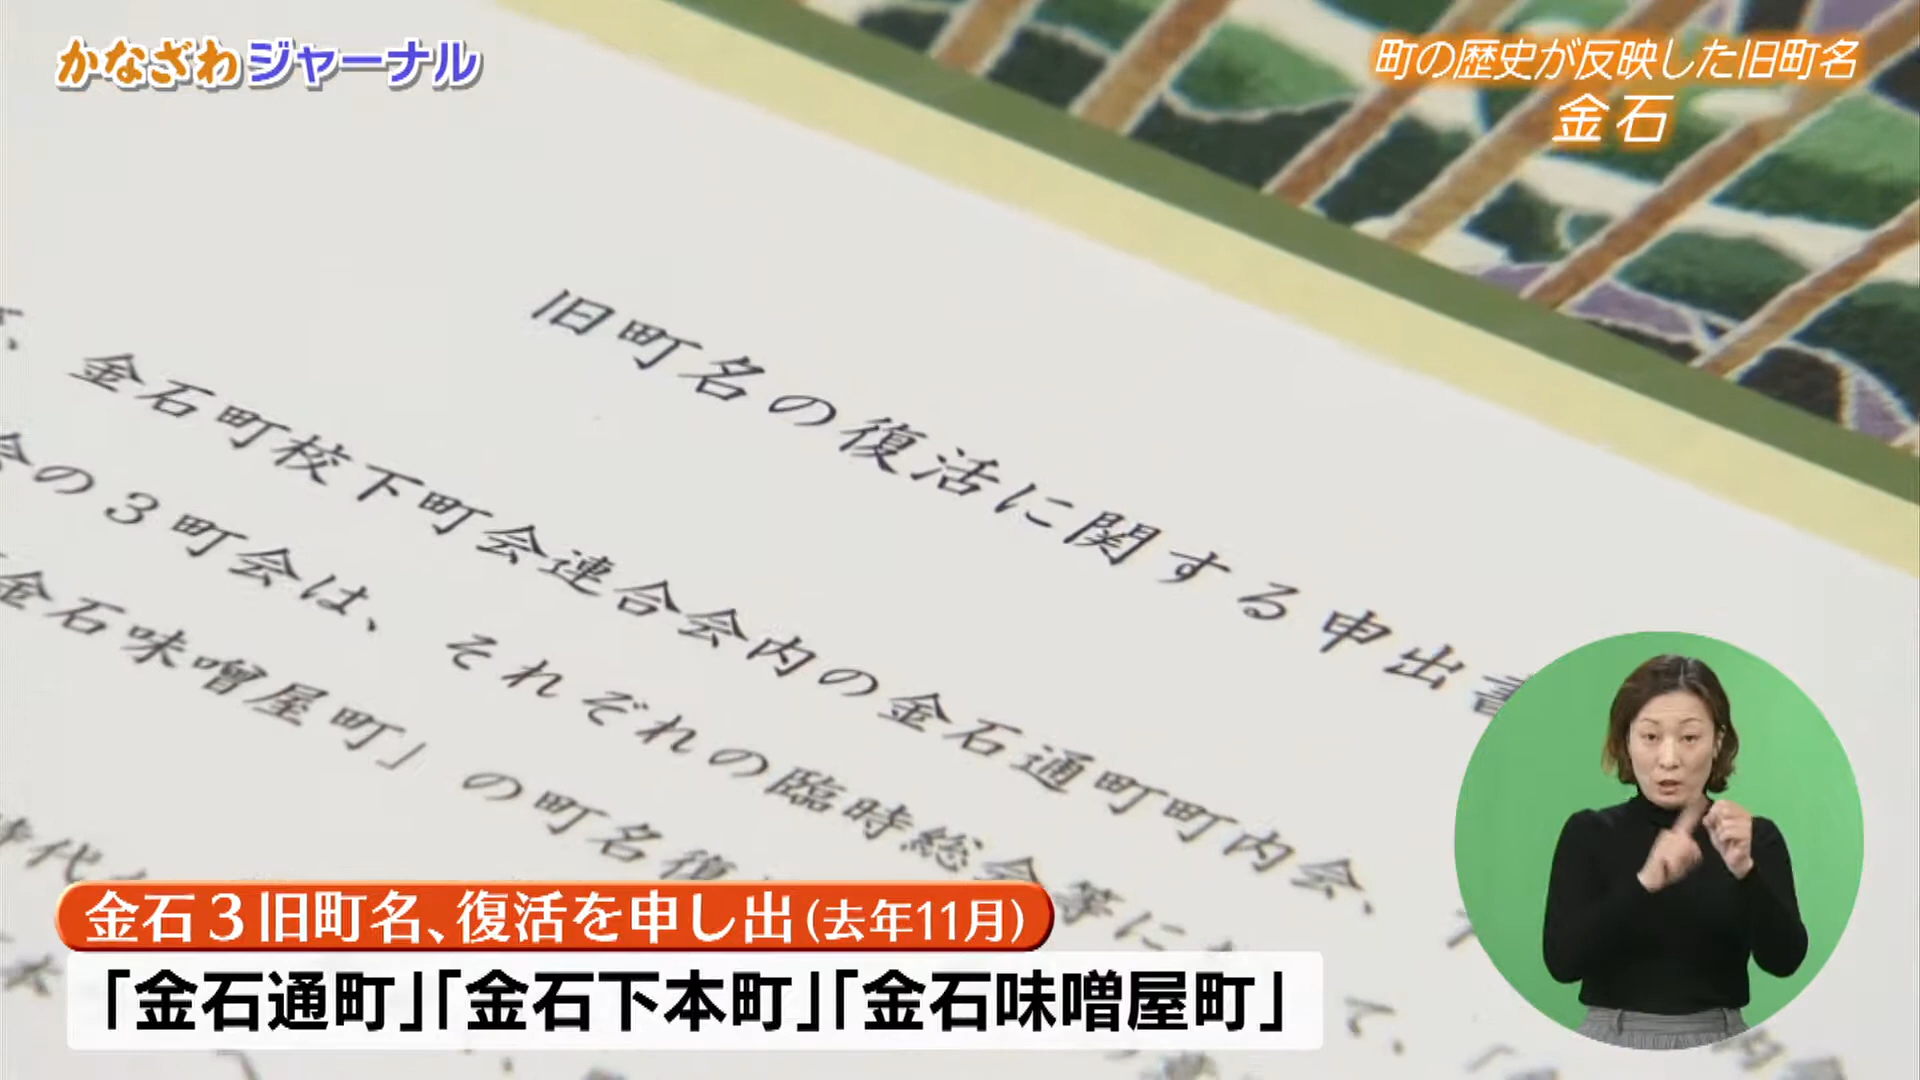 かなざわジャーナル
町の歴史が反映した旧町名
金石
旧町名の復活に関する申出書
金石町校下町会連合会内の金石通町町内会、
会の3町会は、それぞれの臨時総会等に
金石味噌屋町」の町名復
時代
金石3旧町名、復活を申し出(去年11月)
「金石通町」「金石下本町」「金石味噌屋町」